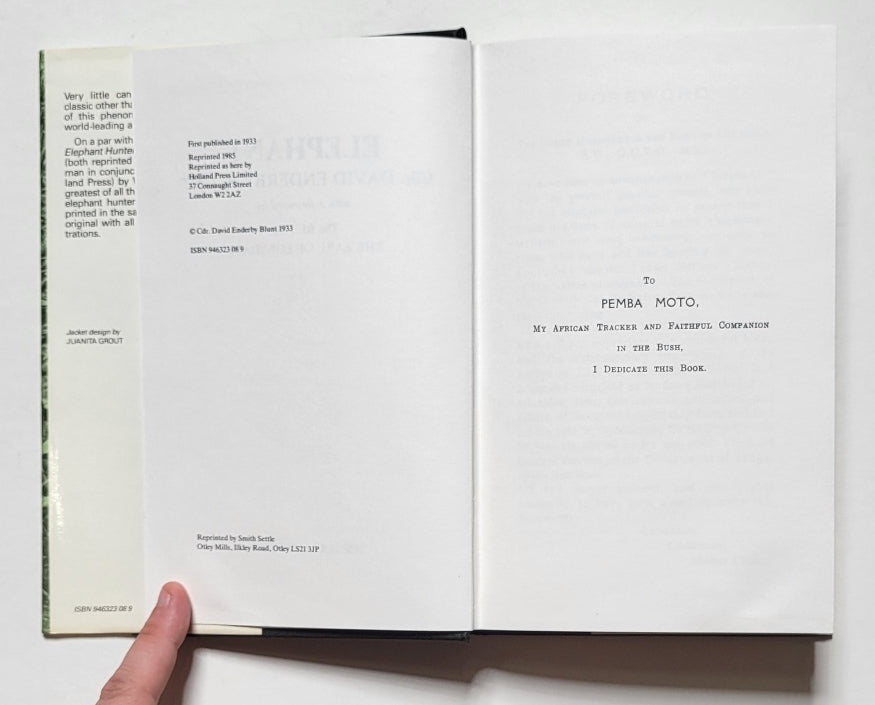 Very little can
classic other th
of this phenor
world-leading a
On a par with
Elephant Hunte
(both reprinted
man in conjunc
land Press) by
greatest of all th
elephant hunter
printed in the sa
original with all
trations.
Jacket design by
JUANITA GROUT
ISBN 946323 08 9
First published in 1933
Reprinted 1985
Reprinted as here by
Holland Press Limited
37 Connaught Street
London W2 2AZ
© Cdr. David Enderby Blunt 1933
ISBN 946323 08 9
Reprinted by Smith Settle
Otley Mills, Ilkley Road, Otley LS21 3JP
To
PEMBA MOTO,
My African Tracker and Faithful Companion
in the Bush,
I Dedicate this Book.